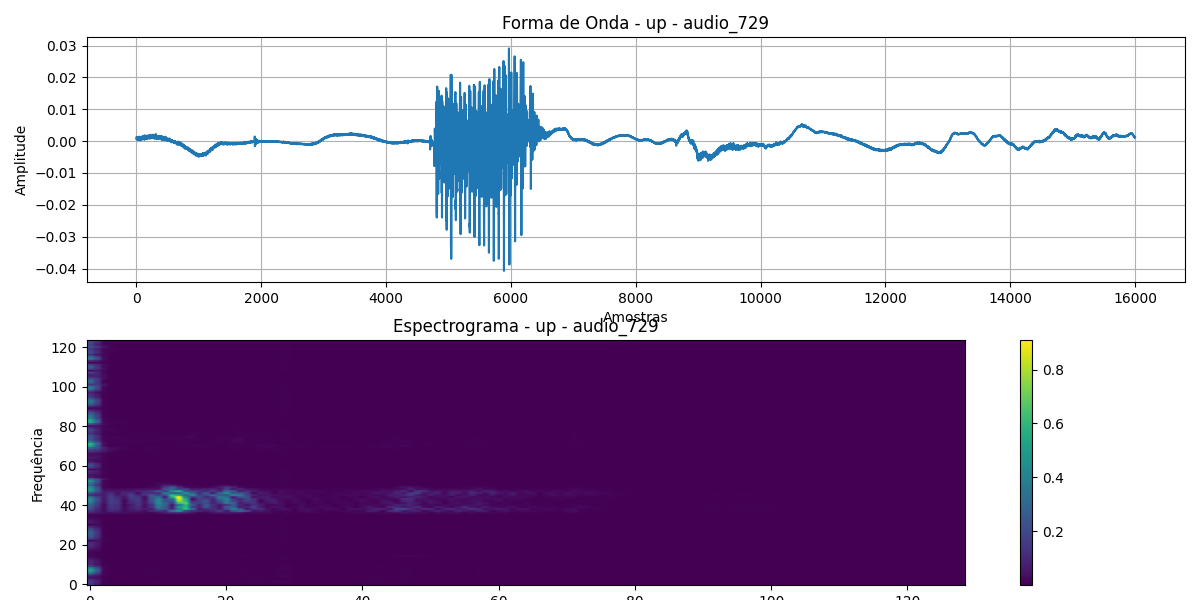 Forma de Onda - up - audio_729
0.03
0.02
0.01
0.00
−0.01
−0.02
−0.03
−0.04
Amplitude
0 2000 4000 6000 8000 10000 12000 14000 16000
Amostras
Espectrograma - up - audio_729
120
100
80
60
40
20
0
Frequência
0 20 40 60 80 100 120
0.8
0.6
0.4
0.2